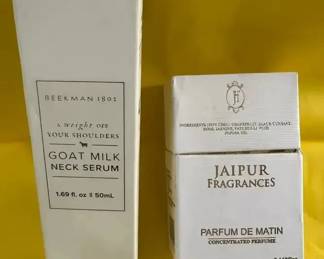 BEEKMAN 1802
a weight off
YOUR SHOULDERS
GOAT MILK
NECK SERUM
1.69 fl. oz ℮ 50mL
JAIPUR
FRAGRANCES
PARFUM DE MATIN
CONCENTRATED PERFUME